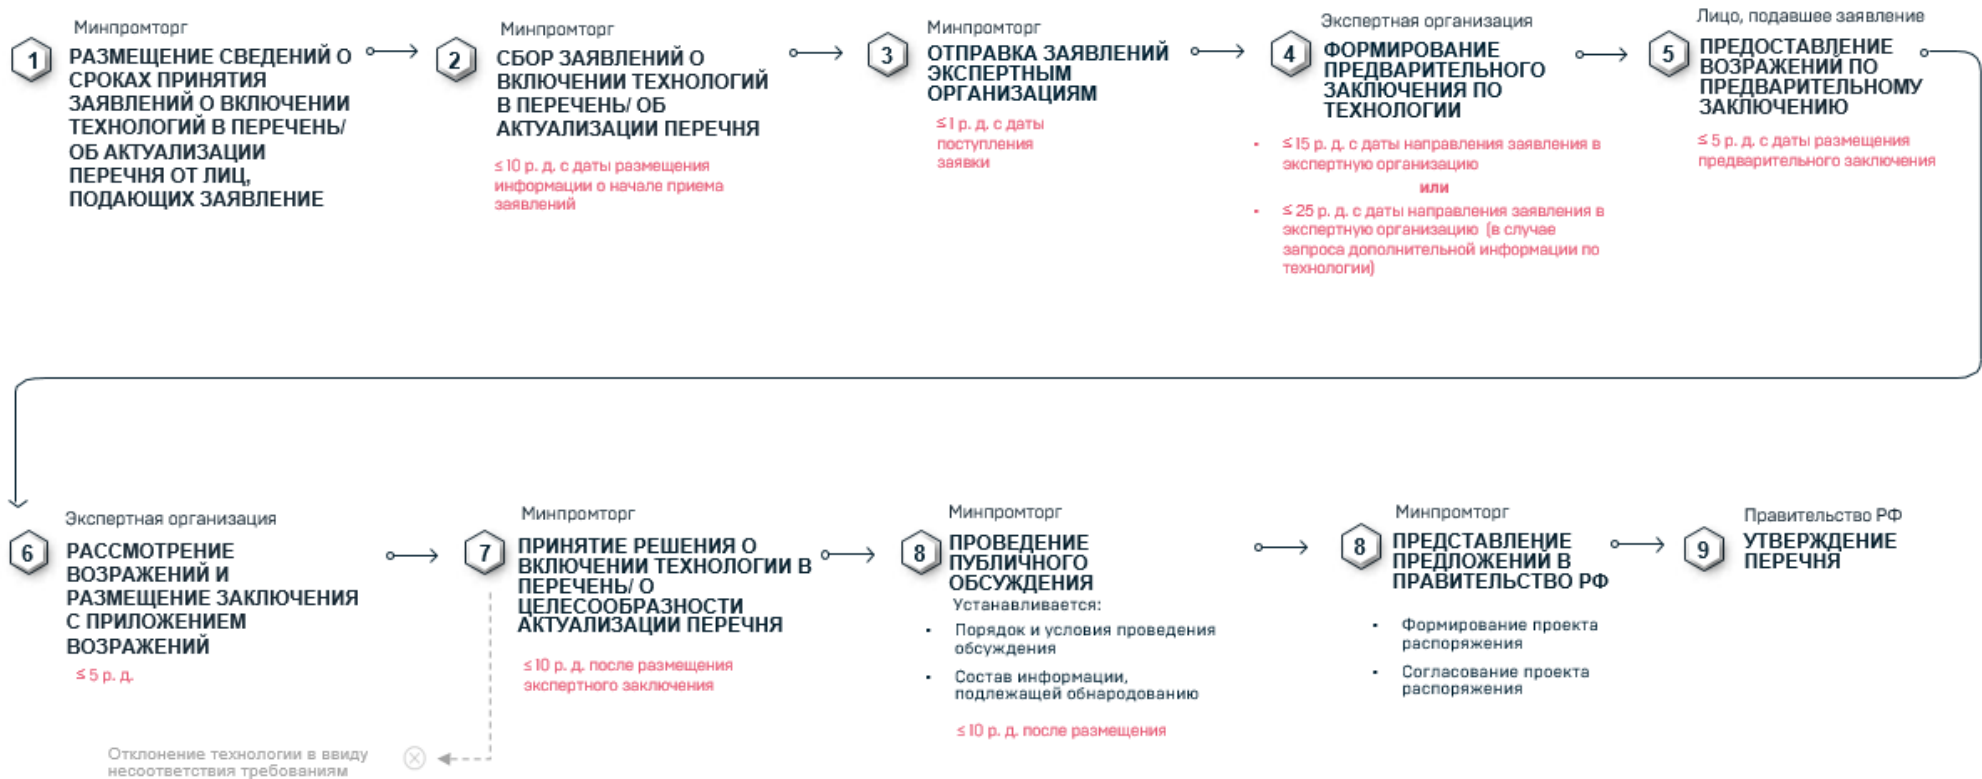 Минпромторг
1
РАЗМЕЩЕНИЕ СВЕДЕНИЙ О
СРОКАХ ПРИНЯТИЯ
ЗАЯВЛЕНИЙ О ВКЛЮЧЕНИИ
ТЕХНОЛОГИЙ В ПЕРЕЧЕНЬ/
ОБ АКТУАЛИЗАЦИИ
ПЕРЕЧНЯ ОТ ЛИЦ,
ПОДАЮЩИХ ЗАЯВЛЕНИЕ
Минпромторг
2
СБОР ЗАЯВЛЕНИЙ О
ВКЛЮЧЕНИИ ТЕХНОЛОГИЙ
В ПЕРЕЧЕНЬ/ ОБ
АКТУАЛИЗАЦИИ ПЕРЕЧНЯ
≤ 10 р. д. с даты размещения
информации о начале приема
заявлений
Минпромторг
3
ОТПРАВКА ЗАЯВЛЕНИЙ
ЭКСПЕРТНЫМ
ОРГАНИЗАЦИЯМ
≤ 1 р. д. с даты
поступления
заявки
Экспертная организация
4
ФОРМИРОВАНИЕ
ПРЕДВАРИТЕЛЬНОГО
ЗАКЛЮЧЕНИЯ ПО
ТЕХНОЛОГИИ
• ≤ 15 р. д. с даты направления заявления в
экспертную организацию
или
• ≤ 25 р. д. с даты направления заявления в
экспертную организацию (в случае
запроса дополнительной информации по
технологии)
Лицо, подавшее заявление
5
ПРЕДОСТАВЛЕНИЕ
ВОЗРАЖЕНИЙ ПО
ПРЕДВАРИТЕЛЬНОМУ
ЗАКЛЮЧЕНИЮ
≤ 5 р. д. с даты размещения
предварительного заключения
Экспертная организация
6
РАССМОТРЕНИЕ
ВОЗРАЖЕНИЙ И
РАЗМЕЩЕНИЕ ЗАКЛЮЧЕНИЯ
С ПРИЛОЖЕНИЕМ
ВОЗРАЖЕНИЙ
≤ 5 р. д.
Минпромторг
7
ПРИНЯТИЕ РЕШЕНИЯ О
ВКЛЮЧЕНИИ ТЕХНОЛОГИИ В
ПЕРЕЧЕНЬ/ О
ЦЕЛЕСООБРАЗНОСТИ
АКТУАЛИЗАЦИИ ПЕРЕЧНЯ
≤ 10 р. д. после размещения
экспертного заключения
Отклонение технологии в ввиду
несоответствия требованиям
Минпромторг
8
ПРОВЕДЕНИЕ
ПУБЛИЧНОГО
ОБСУЖДЕНИЯ
Устанавливается:
• Порядок и условия проведения
обсуждения
• Состав информации,
подлежащей обнародованию
≤ 10 р. д. после размещения
Минпромторг
8
ПРЕДСТАВЛЕНИЕ
ПРЕДЛОЖЕНИЙ В
ПРАВИТЕЛЬСТВО РФ
• Формирование проекта
распоряжения
• Согласование проекта
распоряжения
Правительство РФ
9
УТВЕРЖДЕНИЕ
ПЕРЕЧНЯ